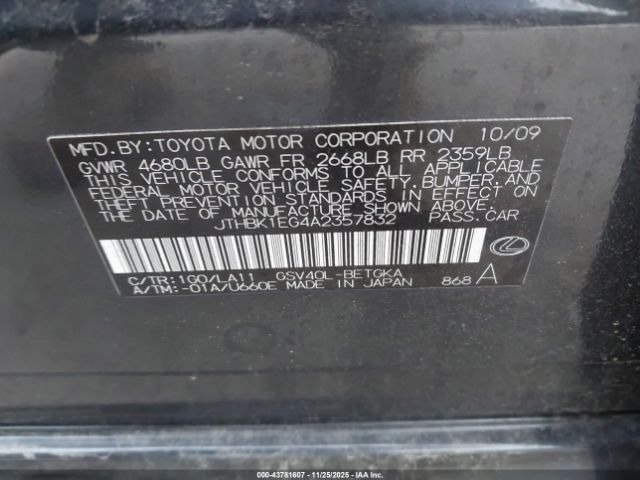 MFD. BY: TOYOTA MOTOR CORPORATION 10/09
GVWR 4680LB GAWR FR 2668LB RR 2359LB
THIS VEHICLE CONFORMS TO ALL APPLICABLE
FEDERAL MOTOR VEHICLE SAFETY, BUMPER, AND
THEFT PREVENTION STANDARDS IN EFFECT ON
THE DATE OF MANUFACTURE SHOWN ABOVE.
JTHBK1EG4A2357832 PASS. CAR
C/TR: 1G0/LA11 GSV40L-BETGKA
A/TM: -01A/U660E MADE IN JAPAN 868 A
000-43781607 - 11/25/2025 - IAA Inc.